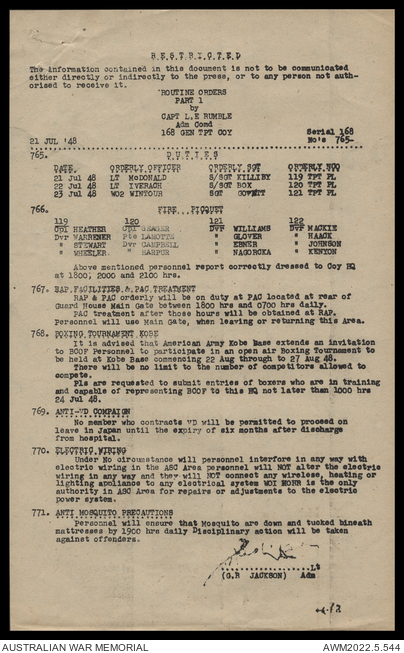 RESTRICTED
The information contained in this document is not to be communicated
either directly or indirectly to the press, or to any person not auth-
orised to receive it.
ROUTINE ORDERS
PART 1
by
CAPT L.E RUMBLE
Adm Comd
168 GEN TPT COY Serial 168
21 JUL '48 No's 765-
765. DUTIES
DATE ORDERLY OFFICER ORDERLY SGT ORDERLY NCO
21 Jul 48 LT McDONALD S/SGT KILLIBY 119 TPT PL
22 Jul 48 LT IVERACH S/SGT BOX 120 TPT PL
23 Jul 48 WO2 WINTOUR SGT 121 TPT PL
766. FIRE PICQUET
119 120 121 122
Cpl HEATHER Cpl SEAGER Dvr WILLIAMS Dvr MACKIE
Dvr WARRENER Pte LAMOTTE " GLOVER " HAACK
" STEWART Dvr CAMPBELL " EBNER " JOHNSON
" WHEELER " HARPUR " NAGORCKA " KENYON
Above mentioned personnel report correctly dressed to Coy HQ
at 1800, 2000 and 2100 hrs.
767. RAP FACILITIES & PAC TREATMENT
RAP & PAC orderly will be on duty at PAC located at rear of
Guard House Main Gate between 1800 hrs and 0700 hrs daily.
PAC treatment after those hours will be obtained at RAP.
Personnel will use Main Gate, when leaving or returning this Area.
768. BOXING TOURNAMENT KOBE
It is advised that American Army Kobe Base extends an invitation
to BCOF Personnel to participate in an open air Boxing Tournament to
be held at Kobe Base commencing 22 Aug through to 27 Aug 48.
There will be no limit to the number of competitors allowed to
compete.
Pls are requested to submit entries of boxers who are in training
and capable of representing BCOF to this HQ not later than 1000 hrs
24 Jul 48.
769. ANTI-VD COMPAIGN
No member who contracts VD will be permitted to proceed on
leave in Japan until the expiry of six months after discharge
from hospital.
770. ELECTRIC WIRING
Under No circumstance will personnel interfere in any way with
electric wiring in the ASC Area personnel will NOT alter the electric
wiring in any way and they will NOT connect any wireless, heating or
lighting appliance to any electrical system WOI MOHR is the only
authority in ASC Area for repairs or adjustments to the electric
power system.
771. ANTI MOSQUITO PRECAUTIONS
Personnel will ensure that Mosquito are down and tucked bineath
mattresses by 1900 hrs daily Disciplinary action will be taken
against offenders.
Lt
(G.R JACKSON) Adm
AUSTRALIAN WAR MEMORIAL AWM2022.5.544